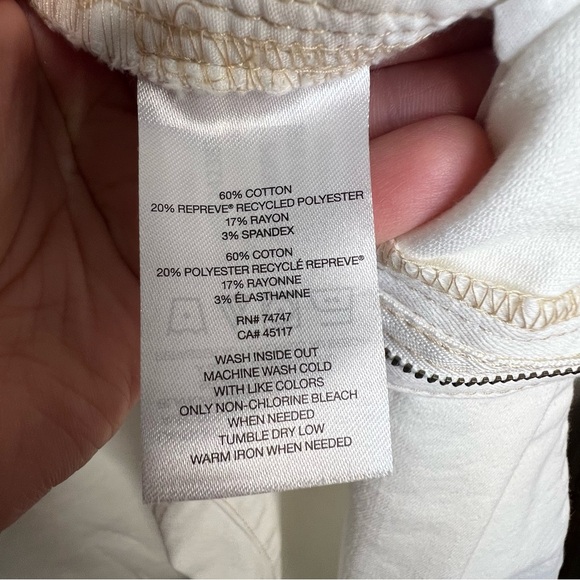 60% COTTON
20% REPREVE® RECYCLED POLYESTER
17% RAYON
3% SPANDEX
60% COTON
20% POLYESTER RECYCLÉ REPREVE®
17% RAYONNE
3% ÉLASTHANNE
RN# 74747
CA# 45117
WASH INSIDE OUT
MACHINE WASH COLD
WITH LIKE COLORS
ONLY NON-CHLORINE BLEACH
WHEN NEEDED
TUMBLE DRY LOW
WARM IRON WHEN NEEDED